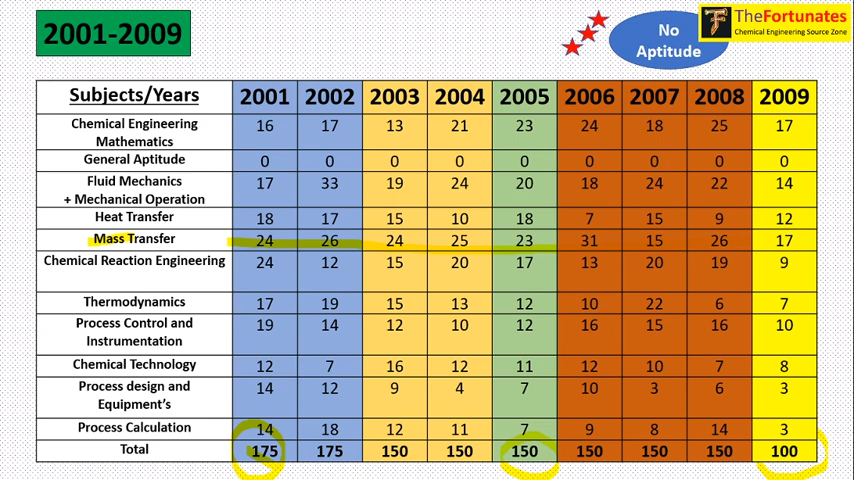 2001-2009
No
Aptitude
TheFortunates
Chemical Engineering Source Zone
Subjects/Years 2001 2002 2003 2004 2005 2006 2007 2008 2009
Chemical Engineering
Mathematics 16 17 13 21 23 24 18 25 17
General Aptitude 0 0 0 0 0 0 0 0 0
Fluid Mechanics
+ Mechanical Operation 17 33 19 24 20 18 24 22 14
Heat Transfer 18 17 15 10 18 7 15 9 12
Mass Transfer 24 26 24 25 23 31 15 26 17
Chemical Reaction Engineering 24 12 15 20 17 13 20 19 9
Thermodynamics 17 19 15 13 12 10 22 6 7
Process Control and
Instrumentation 19 14 12 10 12 16 15 16 10
Chemical Technology 12 7 16 12 11 12 10 7 8
Process design and
Equipment's 14 12 9 4 7 10 3 6 3
Process Calculation 14 18 12 11 7 9 8 14 3
Total 175 175 150 150 150 150 150 150 100